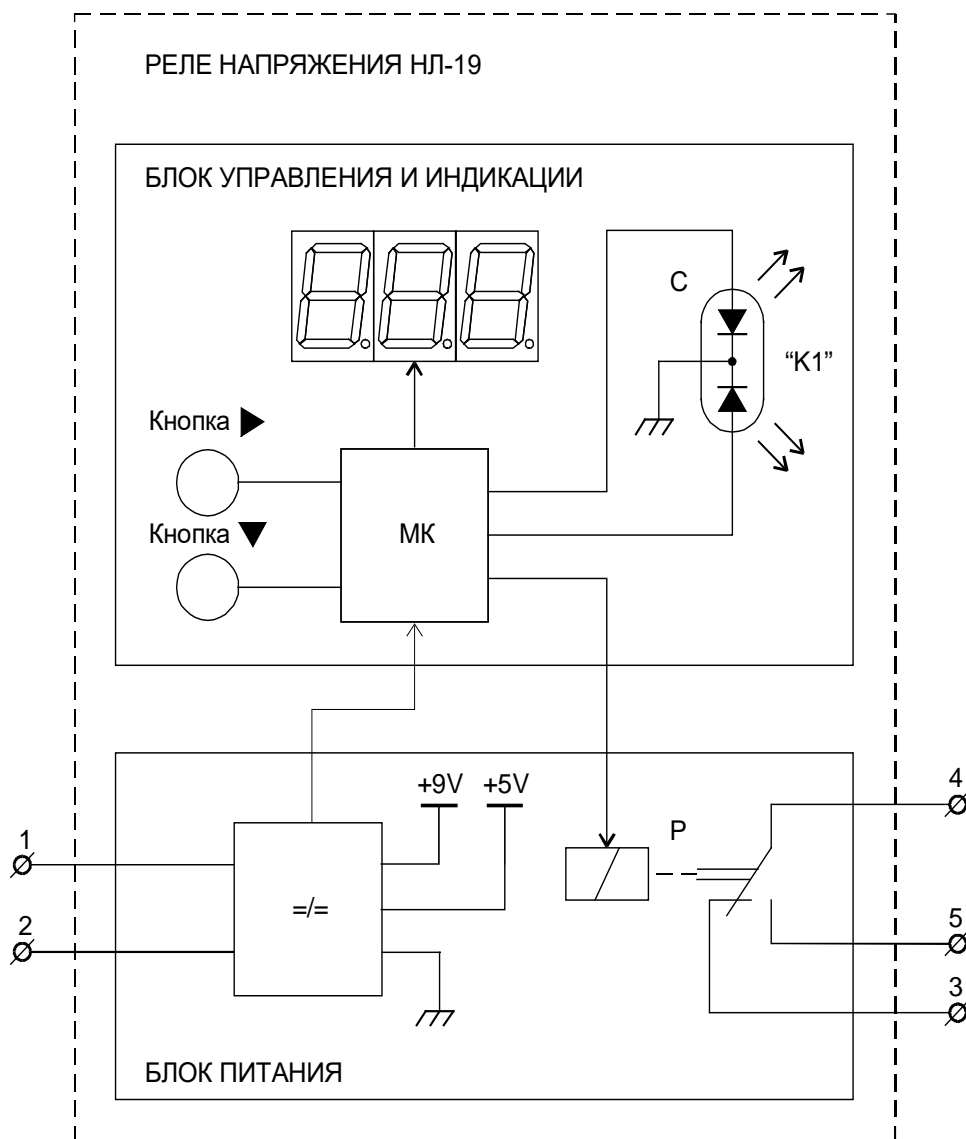 РЕЛЕ НАПРЯЖЕНИЯ НЛ-19
БЛОК УПРАВЛЕНИЯ И ИНДИКАЦИИ
С
“К1”
Кнопка ▶
Кнопка ▼
МК
+9V +5V
4
1
Р
=/=
2
5
3
БЛОК ПИТАНИЯ